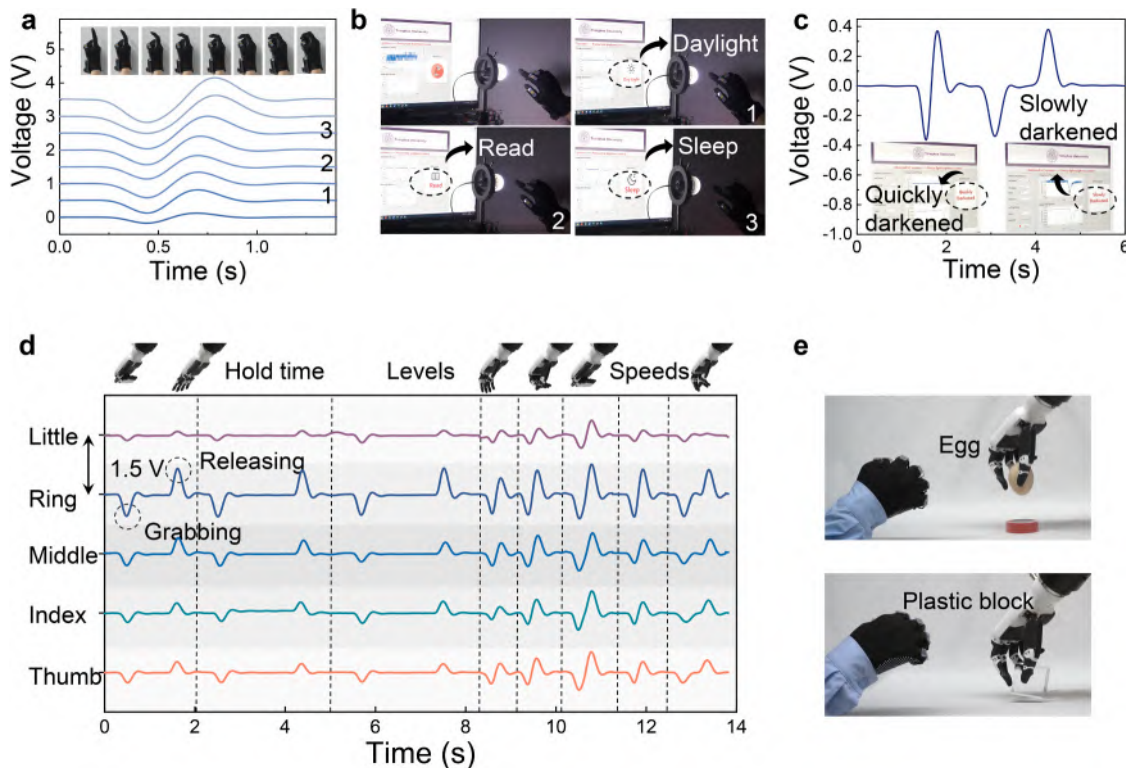 a
Voltage (V)
5
4
3
2
1
0
3
2
1
0.0
0.5
1.0
Time (s)
b
Daylight
1
Read
Read
2
Sleep
Sleep
3
c
Voltage (V)
0.4
0.2
0.0
-0.2
-0.4
-0.6
-0.8
-1.0
Slowly
darkened
Quickly
darkened
2
4
6
Time (s)
d
Hold time
Levels
Speeds
Little
1.5 V
Releasing
Ring
Grabbing
Middle
Index
Thumb
0
2
4
6
8
10
12
14
Time (s)
e
Egg
Plastic block